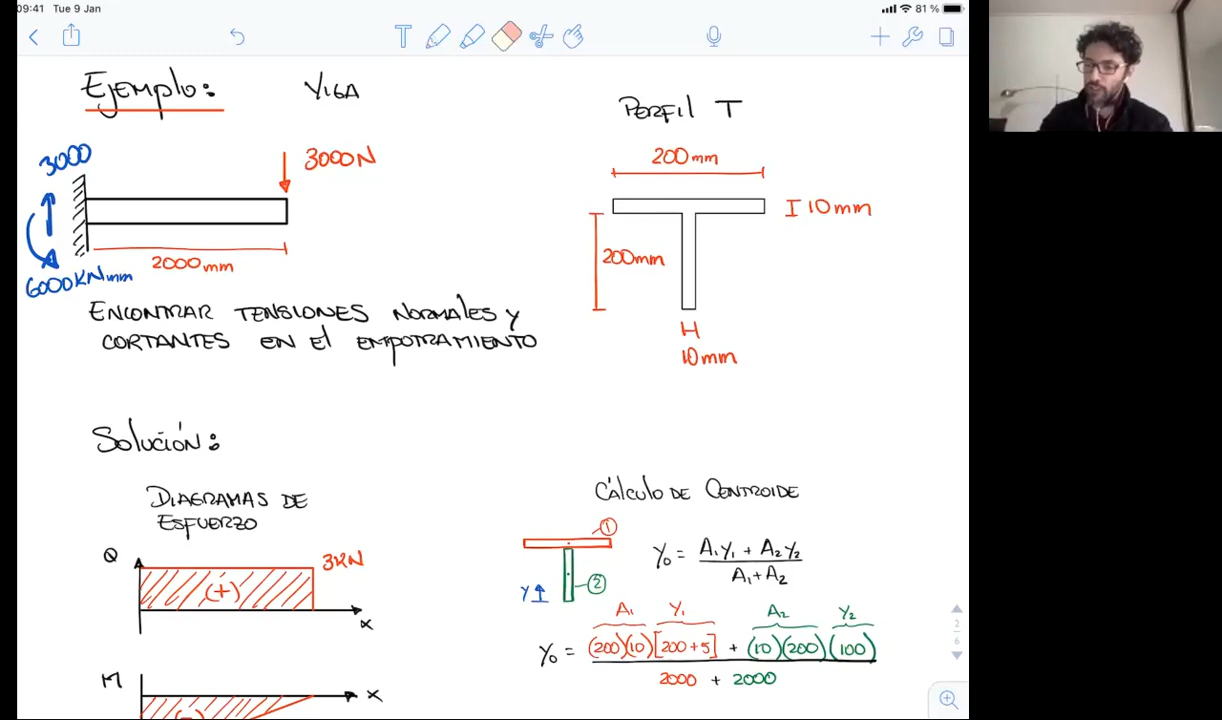 09:41 Tue 9 Jan
81 %
T
Ejemplo:
VIGA
PERFIL T
3000
3000N
200mm
10mm
2000mm
200mm
6000KNmm
ENCONTRAR TENSIONES NORMALES y
CORTANTES EN El EMPOTRAMIENTO
10mm
Solución:
DIAGRAMAS DE
ESFUERZO
CÁlculo DE CENTROIDE
Q
3KN
(+)
x
1
2
Y
Y₀ = A₁Y₁ + A₂Y₂
A₁ + A₂
A₁ Y₁ A₂ Y₂
Y₀ = (200)(10)[200+5] + (10)(200)(100)
2000 + 2000
M
x
(-)
2
6